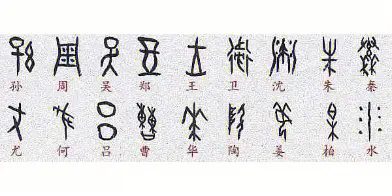 孙 周 吴 郑 王 卫 沈 朱 秦
尤 何 吕 曹 华 陶 姜 柏 水